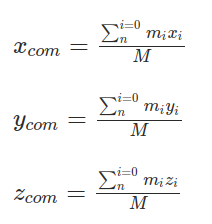 x_{com} = \frac{\sum_{n}^{i=0} m_i x_i}{M}
y_{com} = \frac{\sum_{n}^{i=0} m_i y_i}{M}
z_{com} = \frac{\sum_{n}^{i=0} m_i z_i}{M}